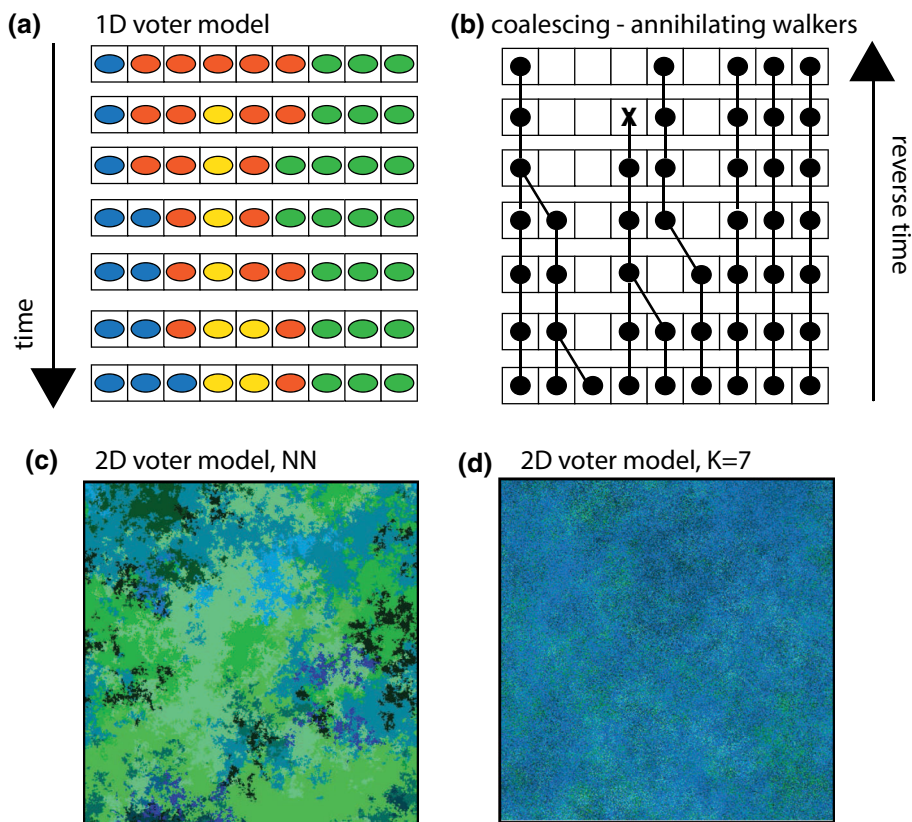 (a) 1D voter model
(b) coalescing - annihilating walkers
time
X
reverse time
(c) 2D voter model, NN
(d) 2D voter model, K=7